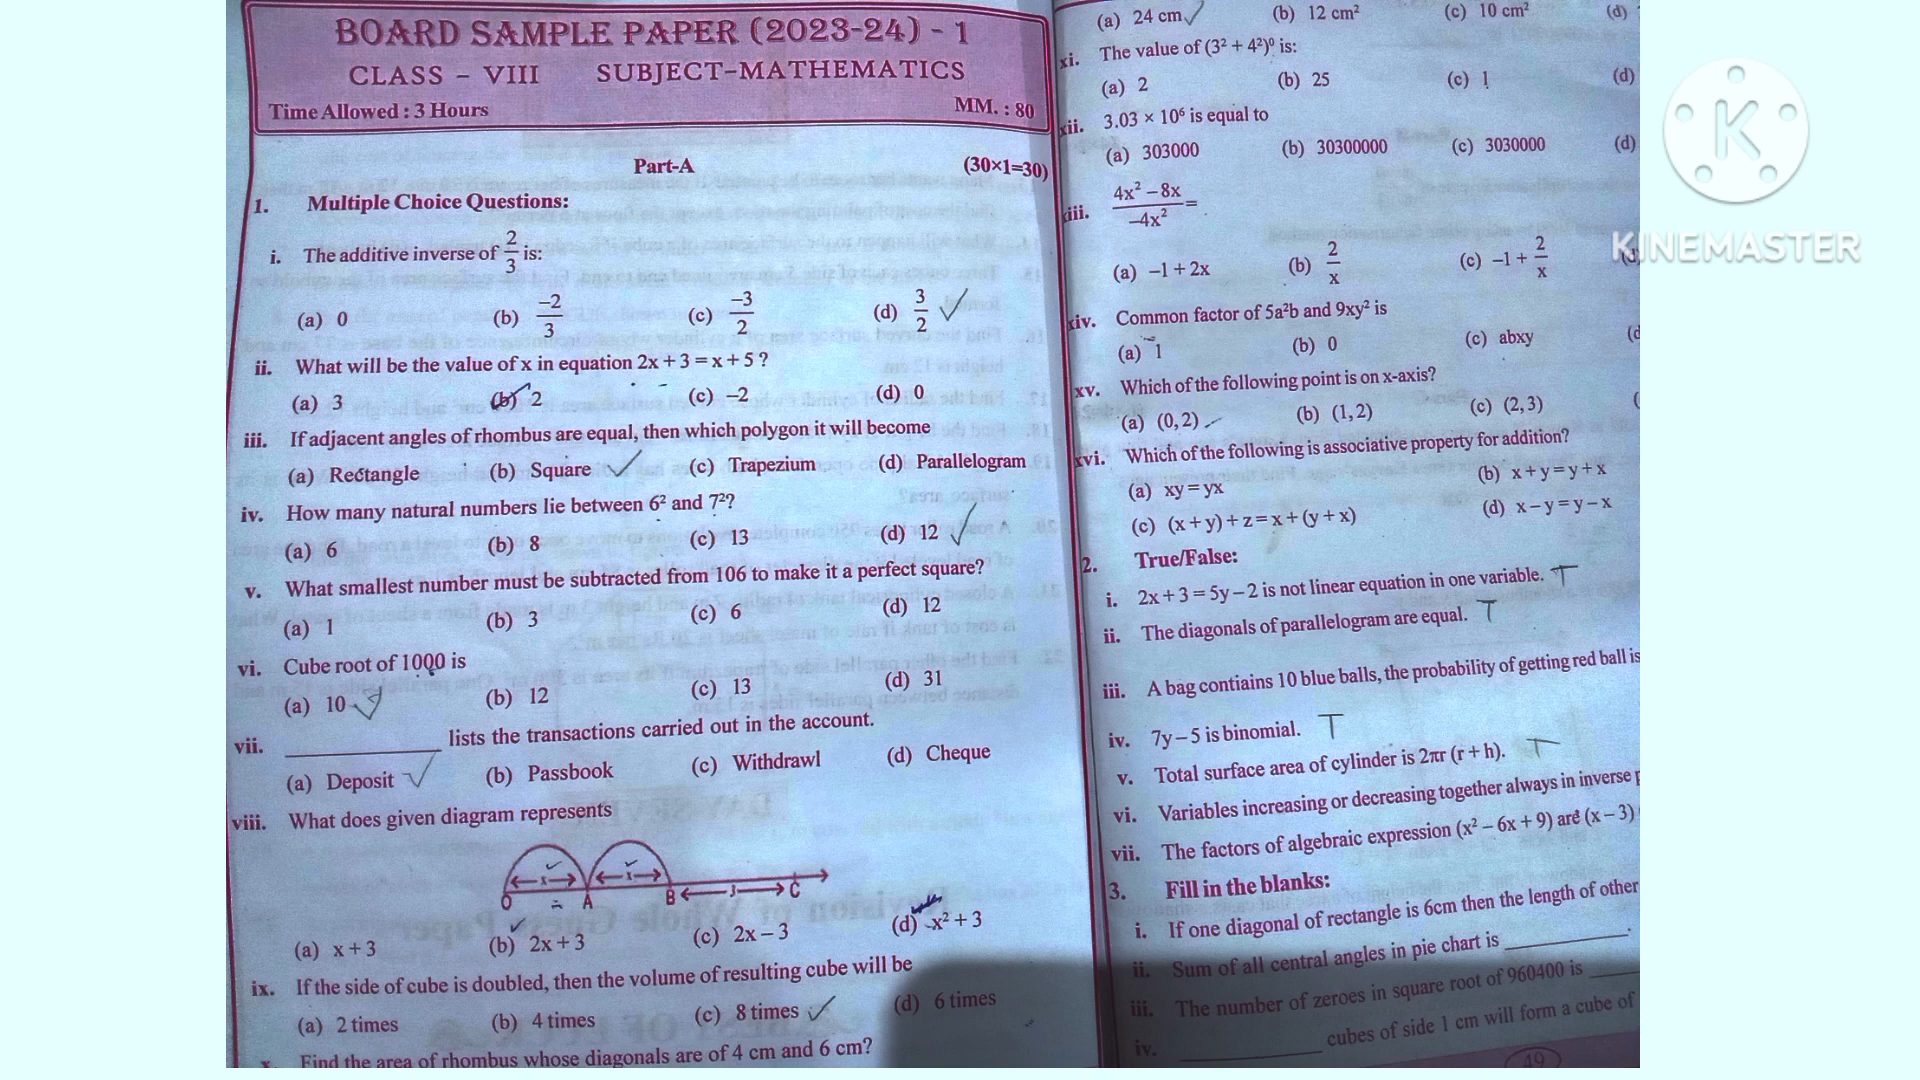 BOARD SAMPLE PAPER (2023-24) - 1
CLASS – VIII SUBJECT-MATHEMATICS
Time Allowed : 3 Hours MM. : 80
Part-A (30×1=30)
1. Multiple Choice Questions:
i. The additive inverse of 2/3 is:
(a) 0 (b) –2/3 (c) –3/2 (d) 3/2
ii. What will be the value of x in equation 2x + 3 = x + 5 ?
(a) 3 (b) 2 (c) –2 (d) 0
iii. If adjacent angles of rhombus are equal, then which polygon it will become
(a) Rectangle (b) Square (c) Trapezium (d) Parallelogram
iv. How many natural numbers lie between 6² and 7²?
(a) 6 (b) 8 (c) 13 (d) 12
v. What smallest number must be subtracted from 106 to make it a perfect square?
(a) 1 (b) 3 (c) 6 (d) 12
vi. Cube root of 1000 is
(a) 10 (b) 12 (c) 13 (d) 31
vii. __________ lists the transactions carried out in the account.
(a) Deposit (b) Passbook (c) Withdrawl (d) Cheque
viii. What does given diagram represents
x x
O A B 3 C
(a) x + 3 (b) 2x + 3 (c) 2x – 3 (d) x² + 3
ix. If the side of cube is doubled, then the volume of resulting cube will be
(a) 2 times (b) 4 times (c) 8 times (d) 6 times
x. Find the area of rhombus whose diagonals are of 4 cm and 6 cm?
(a) 24 cm (b) 12 cm² (c) 10 cm² (d)
xi. The value of (3² + 4²)⁰ is:
(a) 2 (b) 25 (c) 1 (d)
xii. 3.03 × 10⁶ is equal to
(a) 303000 (b) 30300000 (c) 3030000 (d)
xiii. 4x² – 8x / –4x² =
(a) –1 + 2x (b) 2/x (c) –1 + 2/x
xiv. Common factor of 5a²b and 9xy² is
(a) 1 (b) 0 (c) abxy (d
xv. Which of the following point is on x-axis?
(a) (0, 2) (b) (1, 2) (c) (2, 3) (
xvi. Which of the following is associative property for addition?
(a) xy = yx (b) x + y = y + x
(c) (x + y) + z = x + (y + x) (d) x – y = y – x
2. True/False:
i. 2x + 3 = 5y – 2 is not linear equation in one variable. T
ii. The diagonals of parallelogram are equal. T
iii. A bag contiains 10 blue balls, the probability of getting red ball is
iv. 7y – 5 is binomial. T
v. Total surface area of cylinder is 2πr (r + h). T
vi. Variables increasing or decreasing together always in inverse p
vii. The factors of algebraic expression (x² – 6x + 9) are (x – 3)
3. Fill in the blanks:
i. If one diagonal of rectangle is 6cm then the length of other
ii. Sum of all central angles in pie chart is __________.
iii. The number of zeroes in square root of 960400 is _____
iv. __________ cubes of side 1 cm will form a cube of
49
K
KINEMASTER